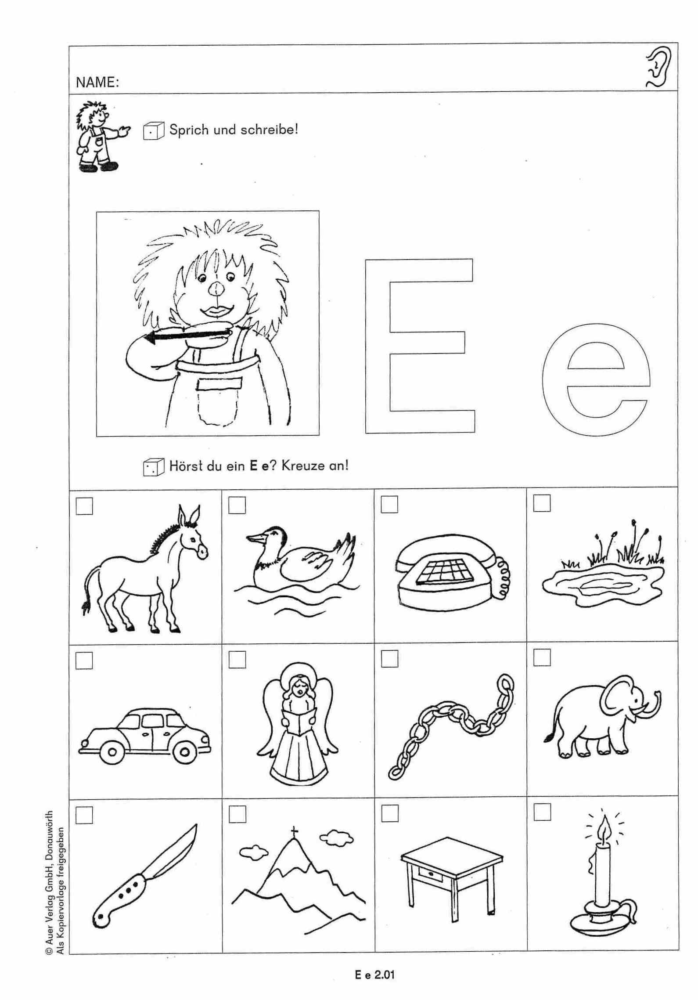 NAME:
Sprich und schreibe!
E e
Hörst du ein E e? Kreuze an!
© Auer Verlag GmbH, Donauwörth
Als Kopiervorlage freigegeben
E e 2.01